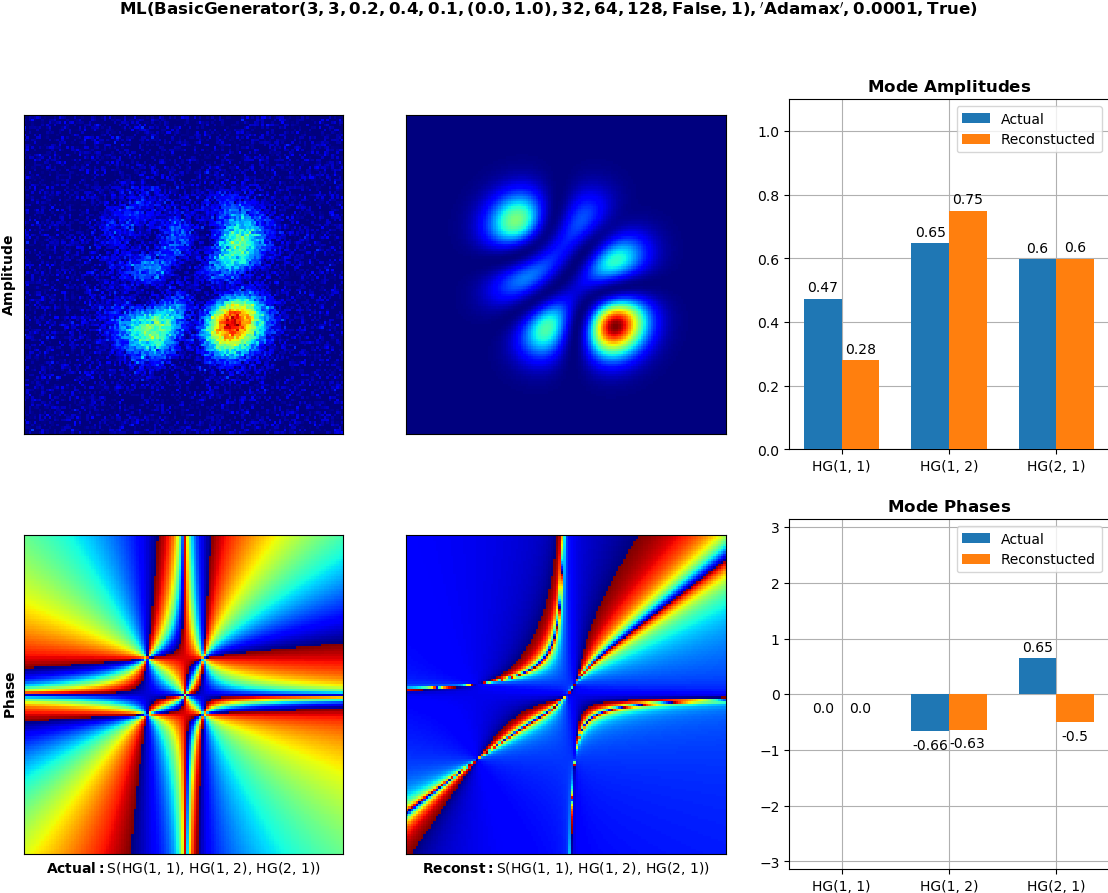 ML(BasicGenerator(3, 3, 0.2, 0.4, 0.1, (0.0, 1.0), 32, 64, 128, False, 1), ′Adamax′, 0.0001, True)
Amplitude
Mode Amplitudes
Actual
Reconstucted
1.0
0.8
0.6
0.4
0.2
0.0
0.47
0.28
0.65
0.75
0.6
0.6
HG(1, 1)
HG(1, 2)
HG(2, 1)
Phase
Actual: S(HG(1, 1), HG(1, 2), HG(2, 1))
Reconst: S(HG(1, 1), HG(1, 2), HG(2, 1))
Mode Phases
Actual
Reconstucted
3
2
1
0
−1
−2
−3
0.0
0.0
-0.66
-0.63
0.65
-0.5
HG(1, 1)
HG(1, 2)
HG(2, 1)